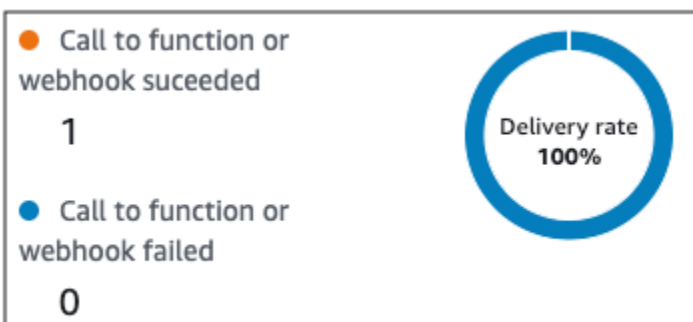 Call to function or
webhook suceeded
1
Call to function or
webhook failed
0
Delivery rate
100%